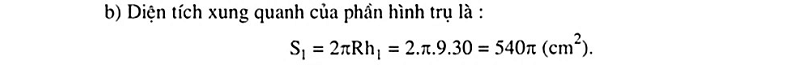 b) Diện tích xung quanh của phần hình trụ là :
S₁ = 2πRh₁ = 2.π.9.30 = 540π (cm²).